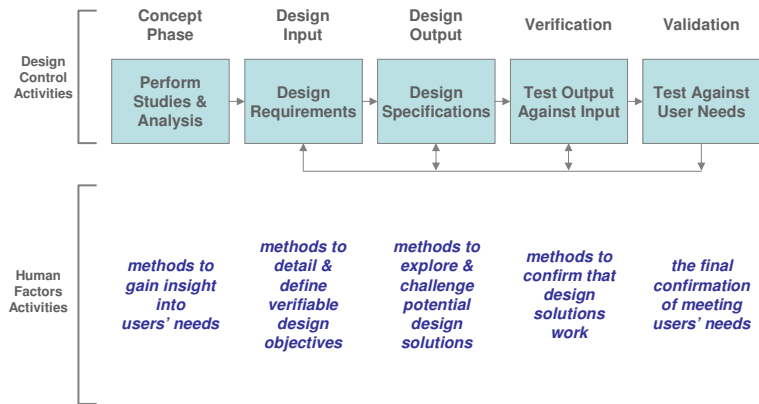 Concept
Phase
Design
Input
Design
Output
Verification
Validation
Design
Control
Activities
Perform
Studies &
Analysis
Design
Requirements
Design
Specifications
Test Output
Against Input
Test Against
User Needs
Human
Factors
Activities
methods to
gain insight
into
users' needs
methods to
detail &
define
verifiable
design
objectives
methods to
explore &
challenge
potential
design
solutions
methods to
confirm that
design
solutions
work
the final
confirmation
of meeting
users' needs